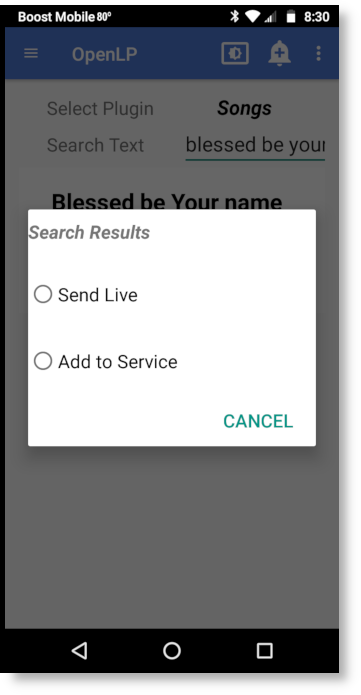 Boost Mobile 80° 8:30
OpenLP
Select Plugin Songs
Search Text blessed be your
Blessed be Your name
Search Results
Send Live
Add to Service
CANCEL